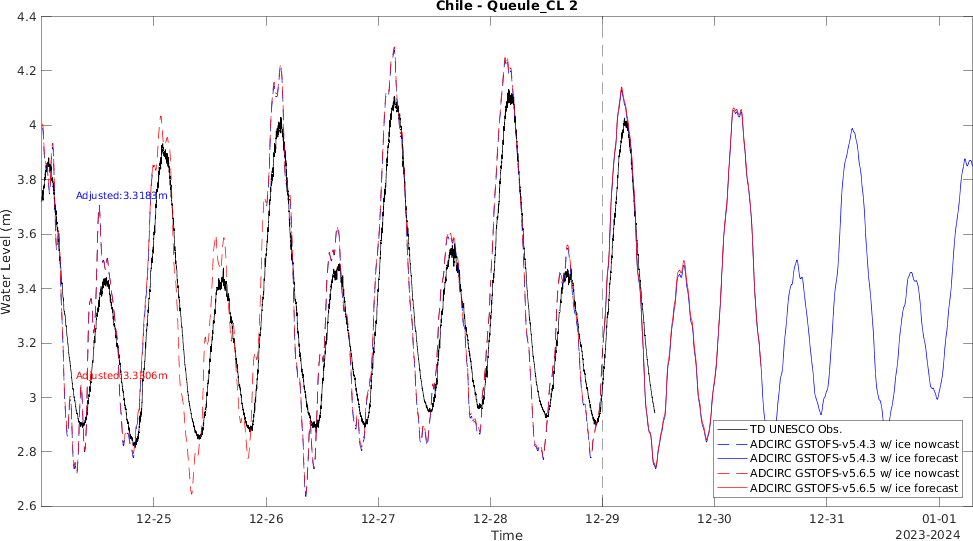 Chile - Queule_CL 2
4.4
4.2
4
3.8
3.6
3.4
3.2
3
2.8
2.6
Water Level (m)
Adjusted:3.3183m
Adjusted:3.3306m
TD UNESCO Obs.
ADCIRC GSTOFS-v5.4.3 w/ ice nowcast
ADCIRC GSTOFS-v5.4.3 w/ ice forecast
ADCIRC GSTOFS-v5.6.5 w/ ice nowcast
ADCIRC GSTOFS-v5.6.5 w/ ice forecast
12-25
12-26
12-27
12-28
12-29
12-30
12-31
01-01
Time
2023-2024